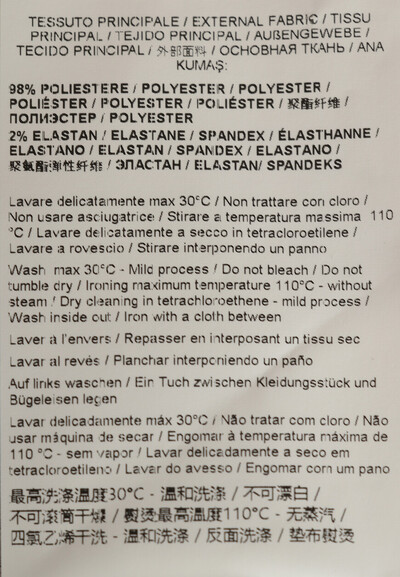 TESSUTO PRINCIPALE / EXTERNAL FABRIC / TISSU
PRINCIPAL / TEJIDO PRINCIPAL / AUßENGEWEBE /
TECIDO PRINCIPAL / 外部面料 / ОСНОВНАЯ ТКАНЬ / ANA
KUMAŞ:
98% POLIESTERE / POLYESTER / POLYESTER /
POLIÉSTER / POLYESTER / POLIÉSTER / 聚酯纤维 /
ПОЛИЭСТЕР / POLYESTER
2% ELASTAN / ELASTANE / SPANDEX / ÉLASTHANNE /
ELASTANO / ELASTAN / SPANDEX / ELASTANO /
聚氨酯弹性纤维 / ЭЛАСТАН / ELASTAN/ SPANDEKS
Lavare delicatamente max 30°C / Non trattare con cloro /
Non usare asciugatrice / Stirare a temperatura massima 110
°C / Lavare delicatamente a secco in tetracloroetilene /
Lavare a rovescio / Stirare interponendo un panno
Wash max 30°C - Mild process / Do not bleach / Do not
tumble dry / Ironing maximum temperature 110°C - without
steam / Dry cleaning in tetrachloroethene - mild process /
Wash inside out / Iron with a cloth between
Laver à l'envers / Repasser en interposant un tissu sec
Lavar al revés / Planchar interponiendo un paño
Auf links waschen / Ein Tuch zwischen Kleidungsstück und
Bügeleisen legen
Lavar delicadamente máx 30°C / Não tratar com cloro / Não
usar máquina de secar / Engomar à temperatura máxima de
110 °C - sem vapor / Lavar delicadamente a seco em
tetracloroetileno / Lavar do avesso / Engomar com um pano
最高洗涤温度30°C - 温和洗涤 / 不可漂白 /
不可滚筒干燥 / 熨烫最高温度110°C - 无蒸汽 /
四氯乙烯干洗 - 温和洗涤 / 反面洗涤 / 垫布熨烫